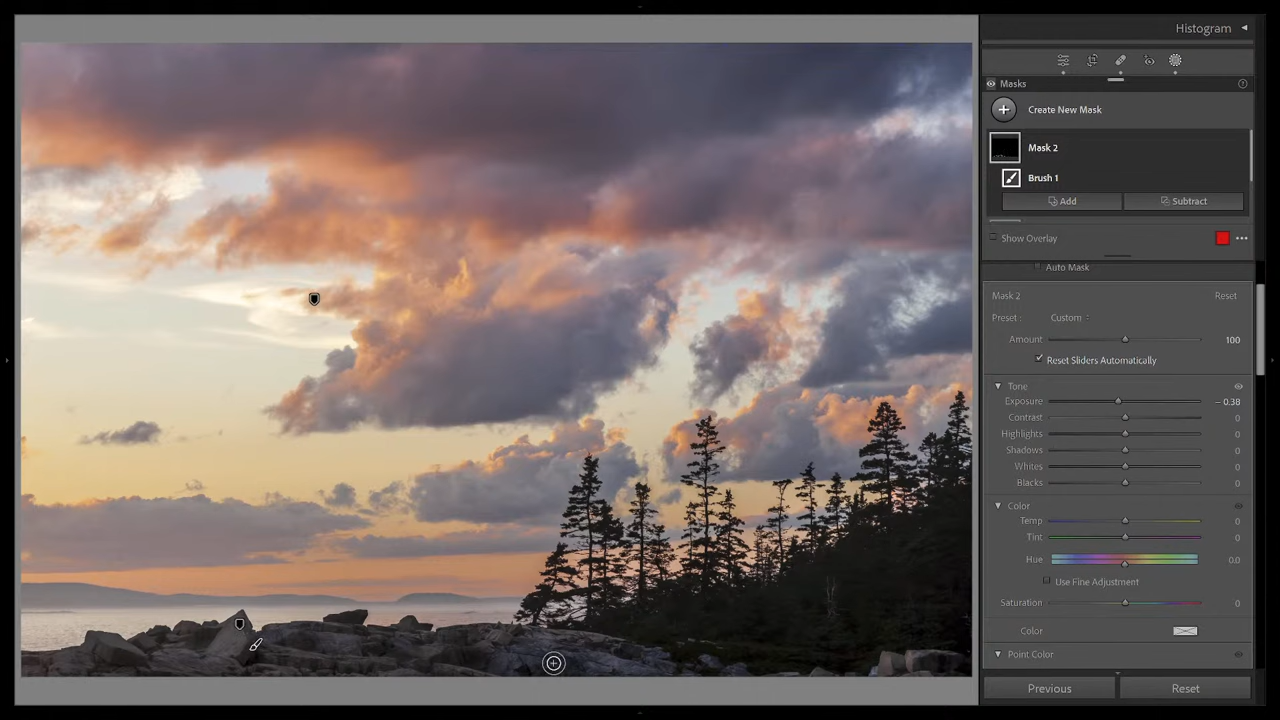 Histogram
Masks
Create New Mask
Mask 2
Brush 1
Add Subtract
Show Overlay
Auto Mask
Mask 2 Reset
Preset : Custom
Amount 100
Reset Sliders Automatically
Tone
Exposure – 0.38
Contrast 0
Highlights 0
Shadows 0
Whites 0
Blacks 0
Color
Temp 0
Tint 0
Hue 0.0
Use Fine Adjustment
Saturation 0
Color
Point Color
Previous Reset